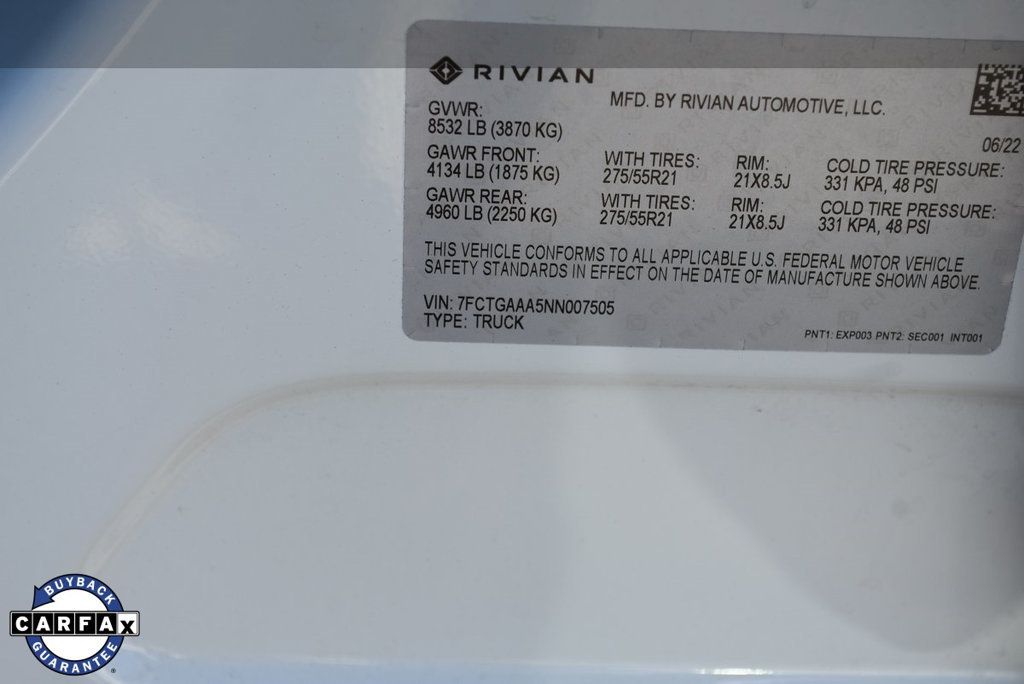 RIVIAN
MFD. BY RIVIAN AUTOMOTIVE, LLC.
GVWR:
8532 LB (3870 KG)
06/22
GAWR FRONT: WITH TIRES: RIM: COLD TIRE PRESSURE:
4134 LB (1875 KG) 275/55R21 21X8.5J 331 KPA, 48 PSI
GAWR REAR: WITH TIRES: RIM: COLD TIRE PRESSURE:
4960 LB (2250 KG) 275/55R21 21X8.5J 331 KPA, 48 PSI
THIS VEHICLE CONFORMS TO ALL APPLICABLE U.S. FEDERAL MOTOR VEHICLE
SAFETY STANDARDS IN EFFECT ON THE DATE OF MANUFACTURE SHOWN ABOVE.
VIN: 7FCTGAAA5NN007505
TYPE: TRUCK
PNT1: EXP003 PNT2: SEC001 INT001
BUYBACK
CARFAX
GUARANTEE